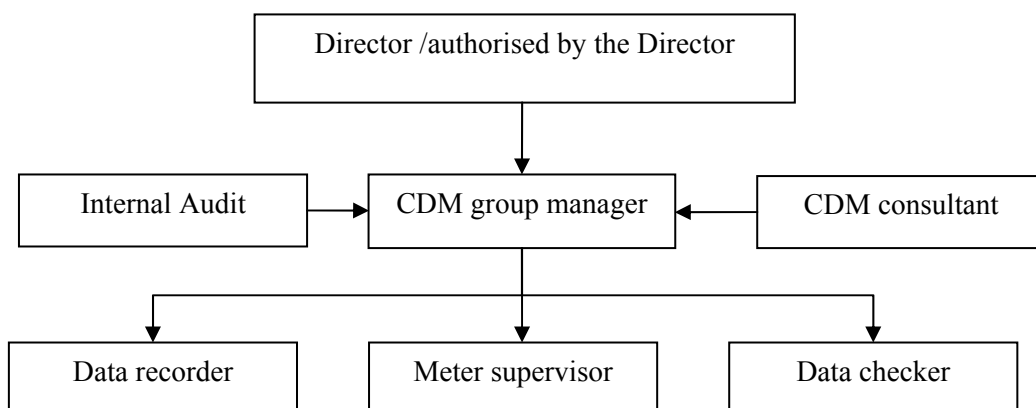 Director /authorised by the Director
Internal Audit
CDM group manager
CDM consultant
Data recorder
Meter supervisor
Data checker